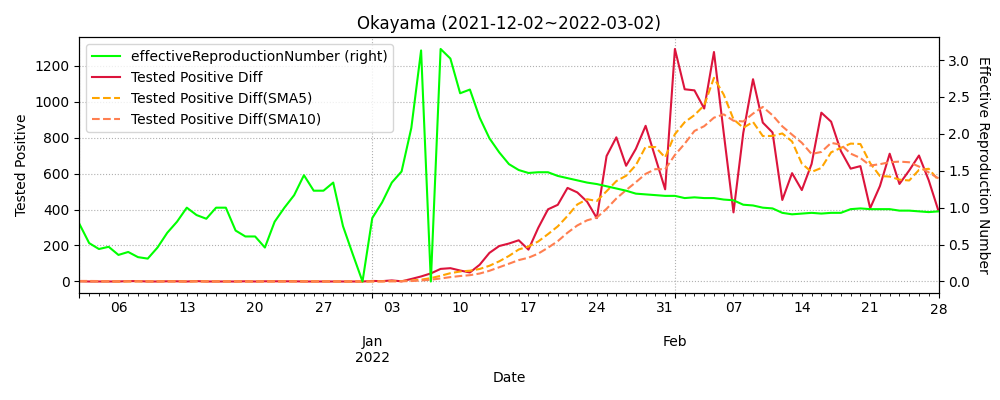 Okayama (2021-12-02~2022-03-02)
effectiveReproductionNumber (right)
Tested Positive Diff
Tested Positive Diff(SMA5)
Tested Positive Diff(SMA10)
Tested Positive
1200
1000
800
600
400
200
0
Effective Reproduction Number
3.0
2.5
2.0
1.5
1.0
0.5
0.0
06 13 20 27 03 10 17 24 31 07 14 21 28
Jan Feb
2022
Date